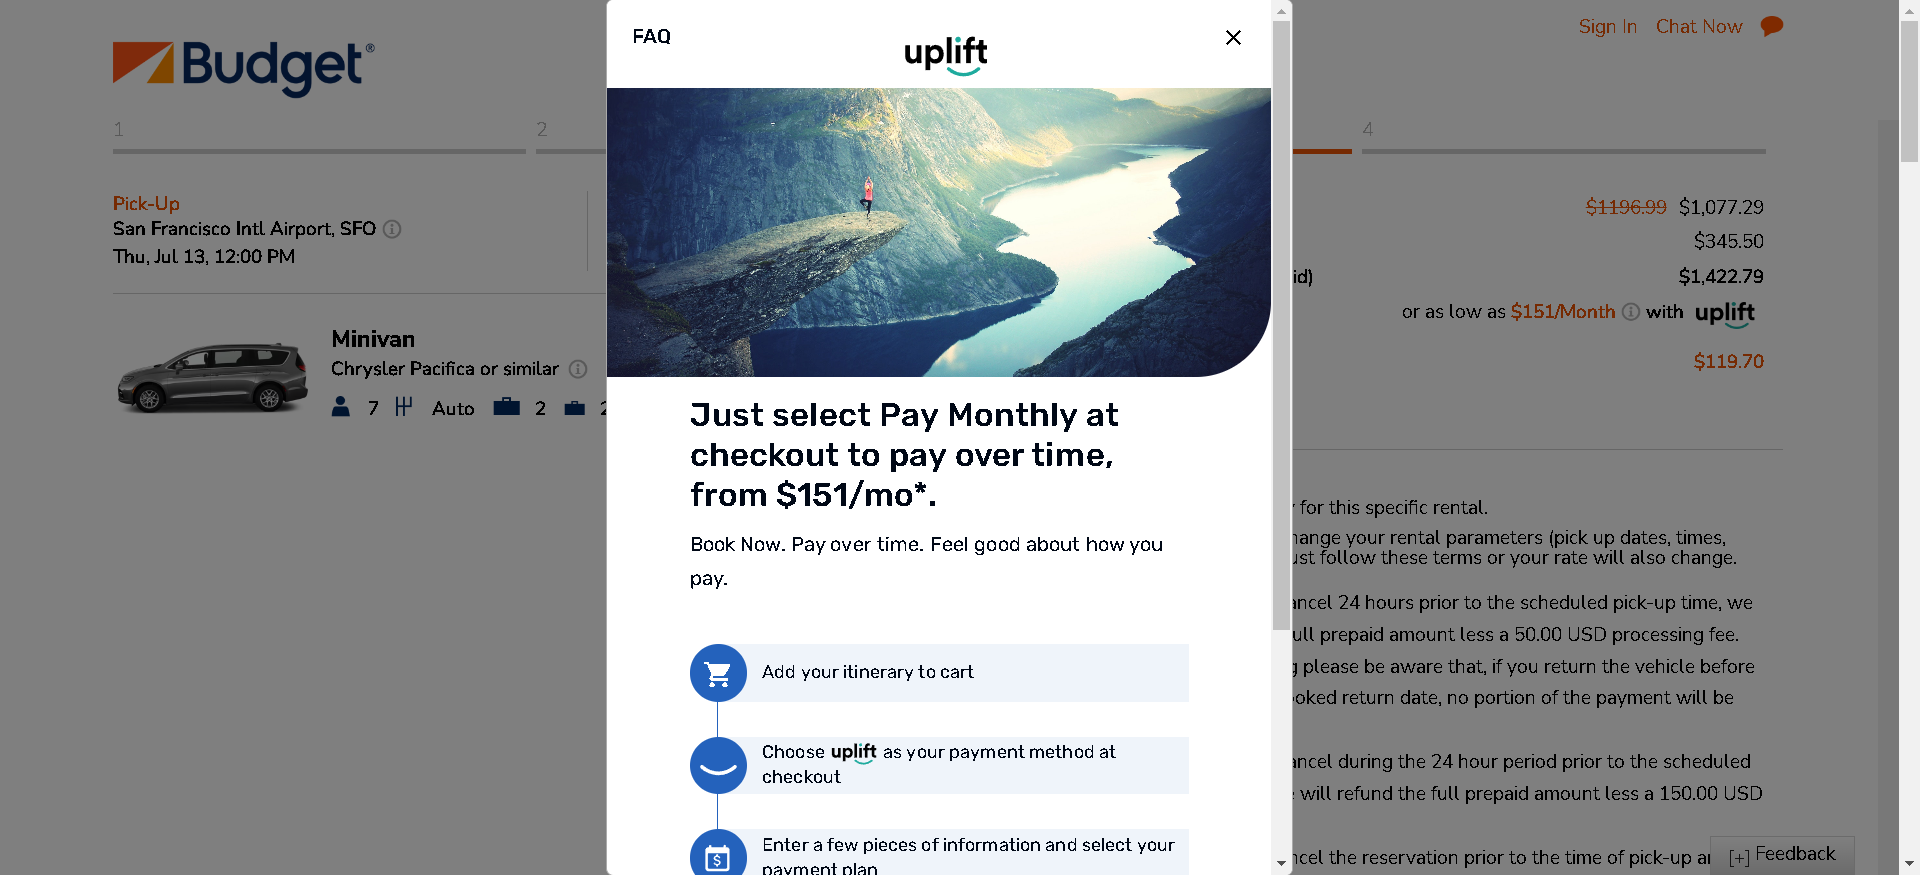 Budget®
Sign In
Chat Now
1
2
4
Pick-Up
San Francisco Intl Airport, SFO
Thu, Jul 13, 12:00 PM
Minivan
Chrysler Pacifica or similar
7
Auto
2
FAQ
uplift
Just select Pay Monthly at
checkout to pay over time,
from $151/mo*.
Book Now. Pay over time. Feel good about how you
pay.
Add your itinerary to cart
Choose uplift as your payment method at
checkout
Enter a few pieces of information and select your
payment plan
$1196.99 $1,077.29
$345.50
id) $1,422.79
or as low as $151/Month with uplift
$119.70
for this specific rental.
hange your rental parameters (pick up dates, times,
ust follow these terms or your rate will also change.
ancel 24 hours prior to the scheduled pick-up time, we
ull prepaid amount less a 50.00 USD processing fee.
g please be aware that, if you return the vehicle before
oked return date, no portion of the payment will be
ancel during the 24 hour period prior to the scheduled
will refund the full prepaid amount less a 150.00 USD
ncel the reservation prior to the time of pick-up
[+] Feedback